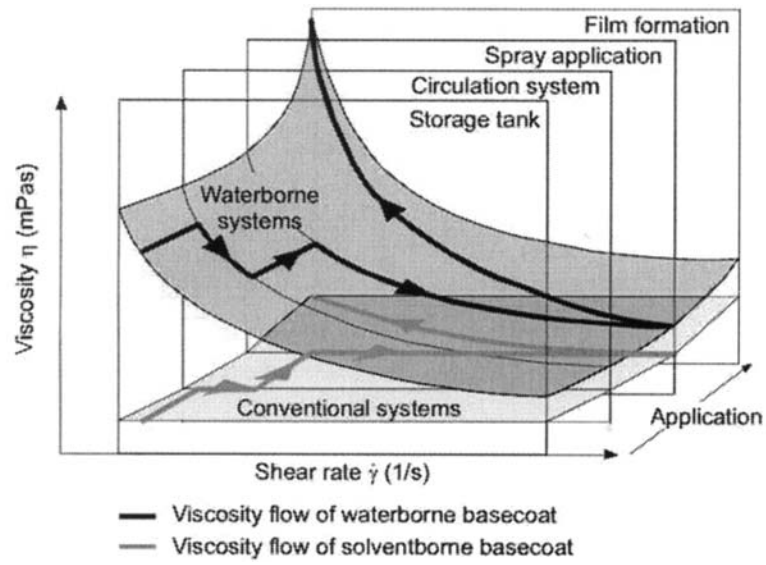 Film formation
Spray application
Circulation system
Storage tank
Waterborne
systems
Viscosity η (mPas)
Conventional systems
Application
Shear rate γ̇ (1/s)
Viscosity flow of waterborne basecoat
Viscosity flow of solventborne basecoat